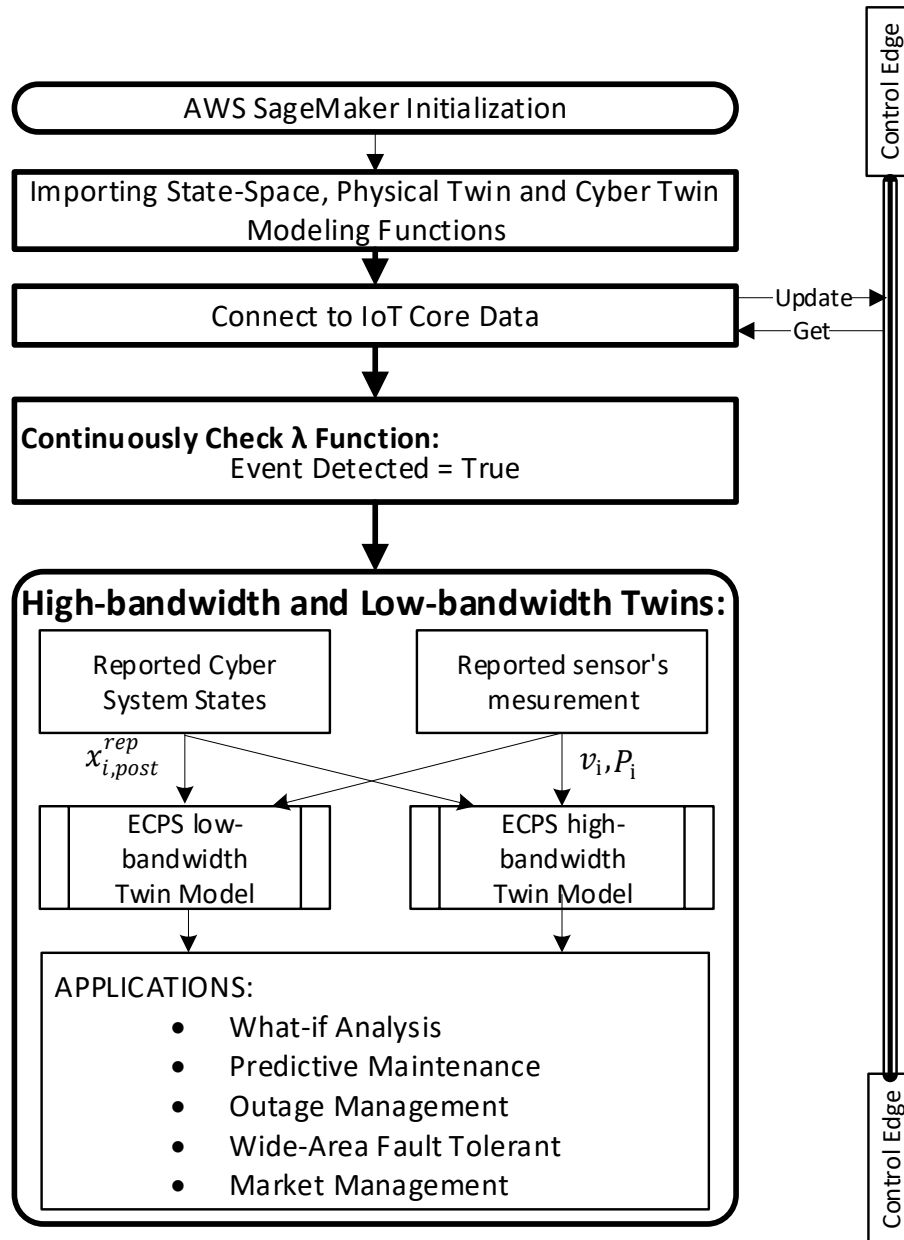 Control Edge
AWS SageMaker Initialization
Importing State-Space, Physical Twin and Cyber Twin
Modeling Functions
Connect to IoT Core Data
Update
Get
Continuously Check λ Function:
Event Detected = True
High-bandwidth and Low-bandwidth Twins:
Reported Cyber
System States
Reported sensor's
mesurement
x_{i,post}^{rep}
v_i, P_i
ECPS low-
bandwidth
Twin Model
ECPS high-
bandwidth
Twin Model
APPLICATIONS:
• What-if Analysis
• Predictive Maintenance
• Outage Management
• Wide-Area Fault Tolerant
• Market Management
Control Edge